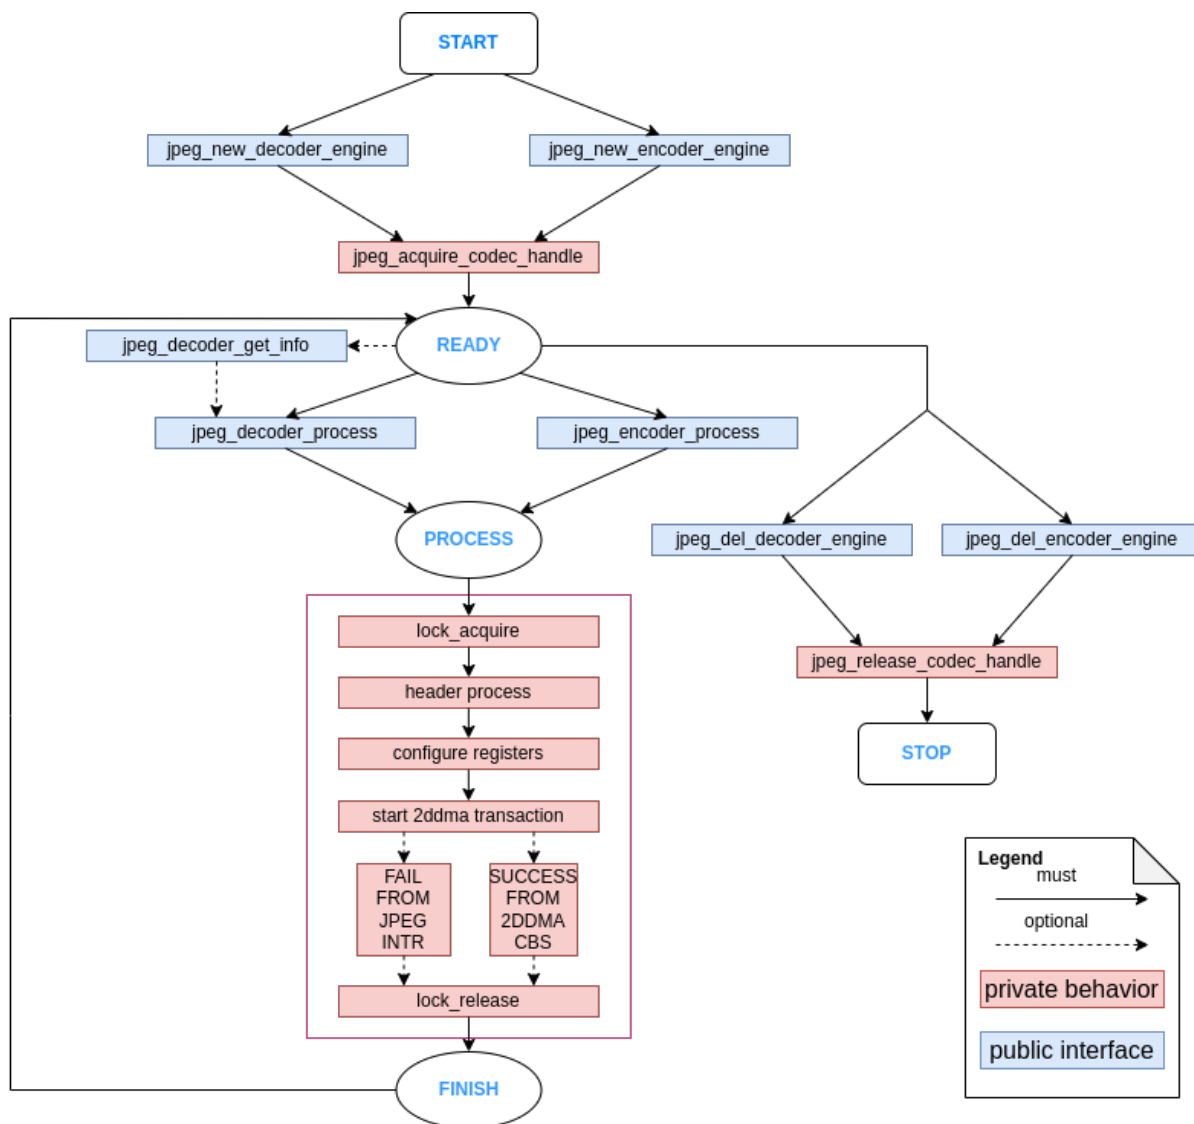 START
jpeg_new_decoder_engine
jpeg_new_encoder_engine
jpeg_acquire_codec_handle
READY
jpeg_decoder_get_info
jpeg_decoder_process
jpeg_encoder_process
PROCESS
jpeg_del_decoder_engine
jpeg_del_encoder_engine
lock_acquire
jpeg_release_codec_handle
header process
configure registers
STOP
start 2ddma transaction
FAIL
FROM
JPEG
INTR
SUCCESS
FROM
2DDMA
CBS
lock_release
FINISH
Legend
must
optional
private behavior
public interface